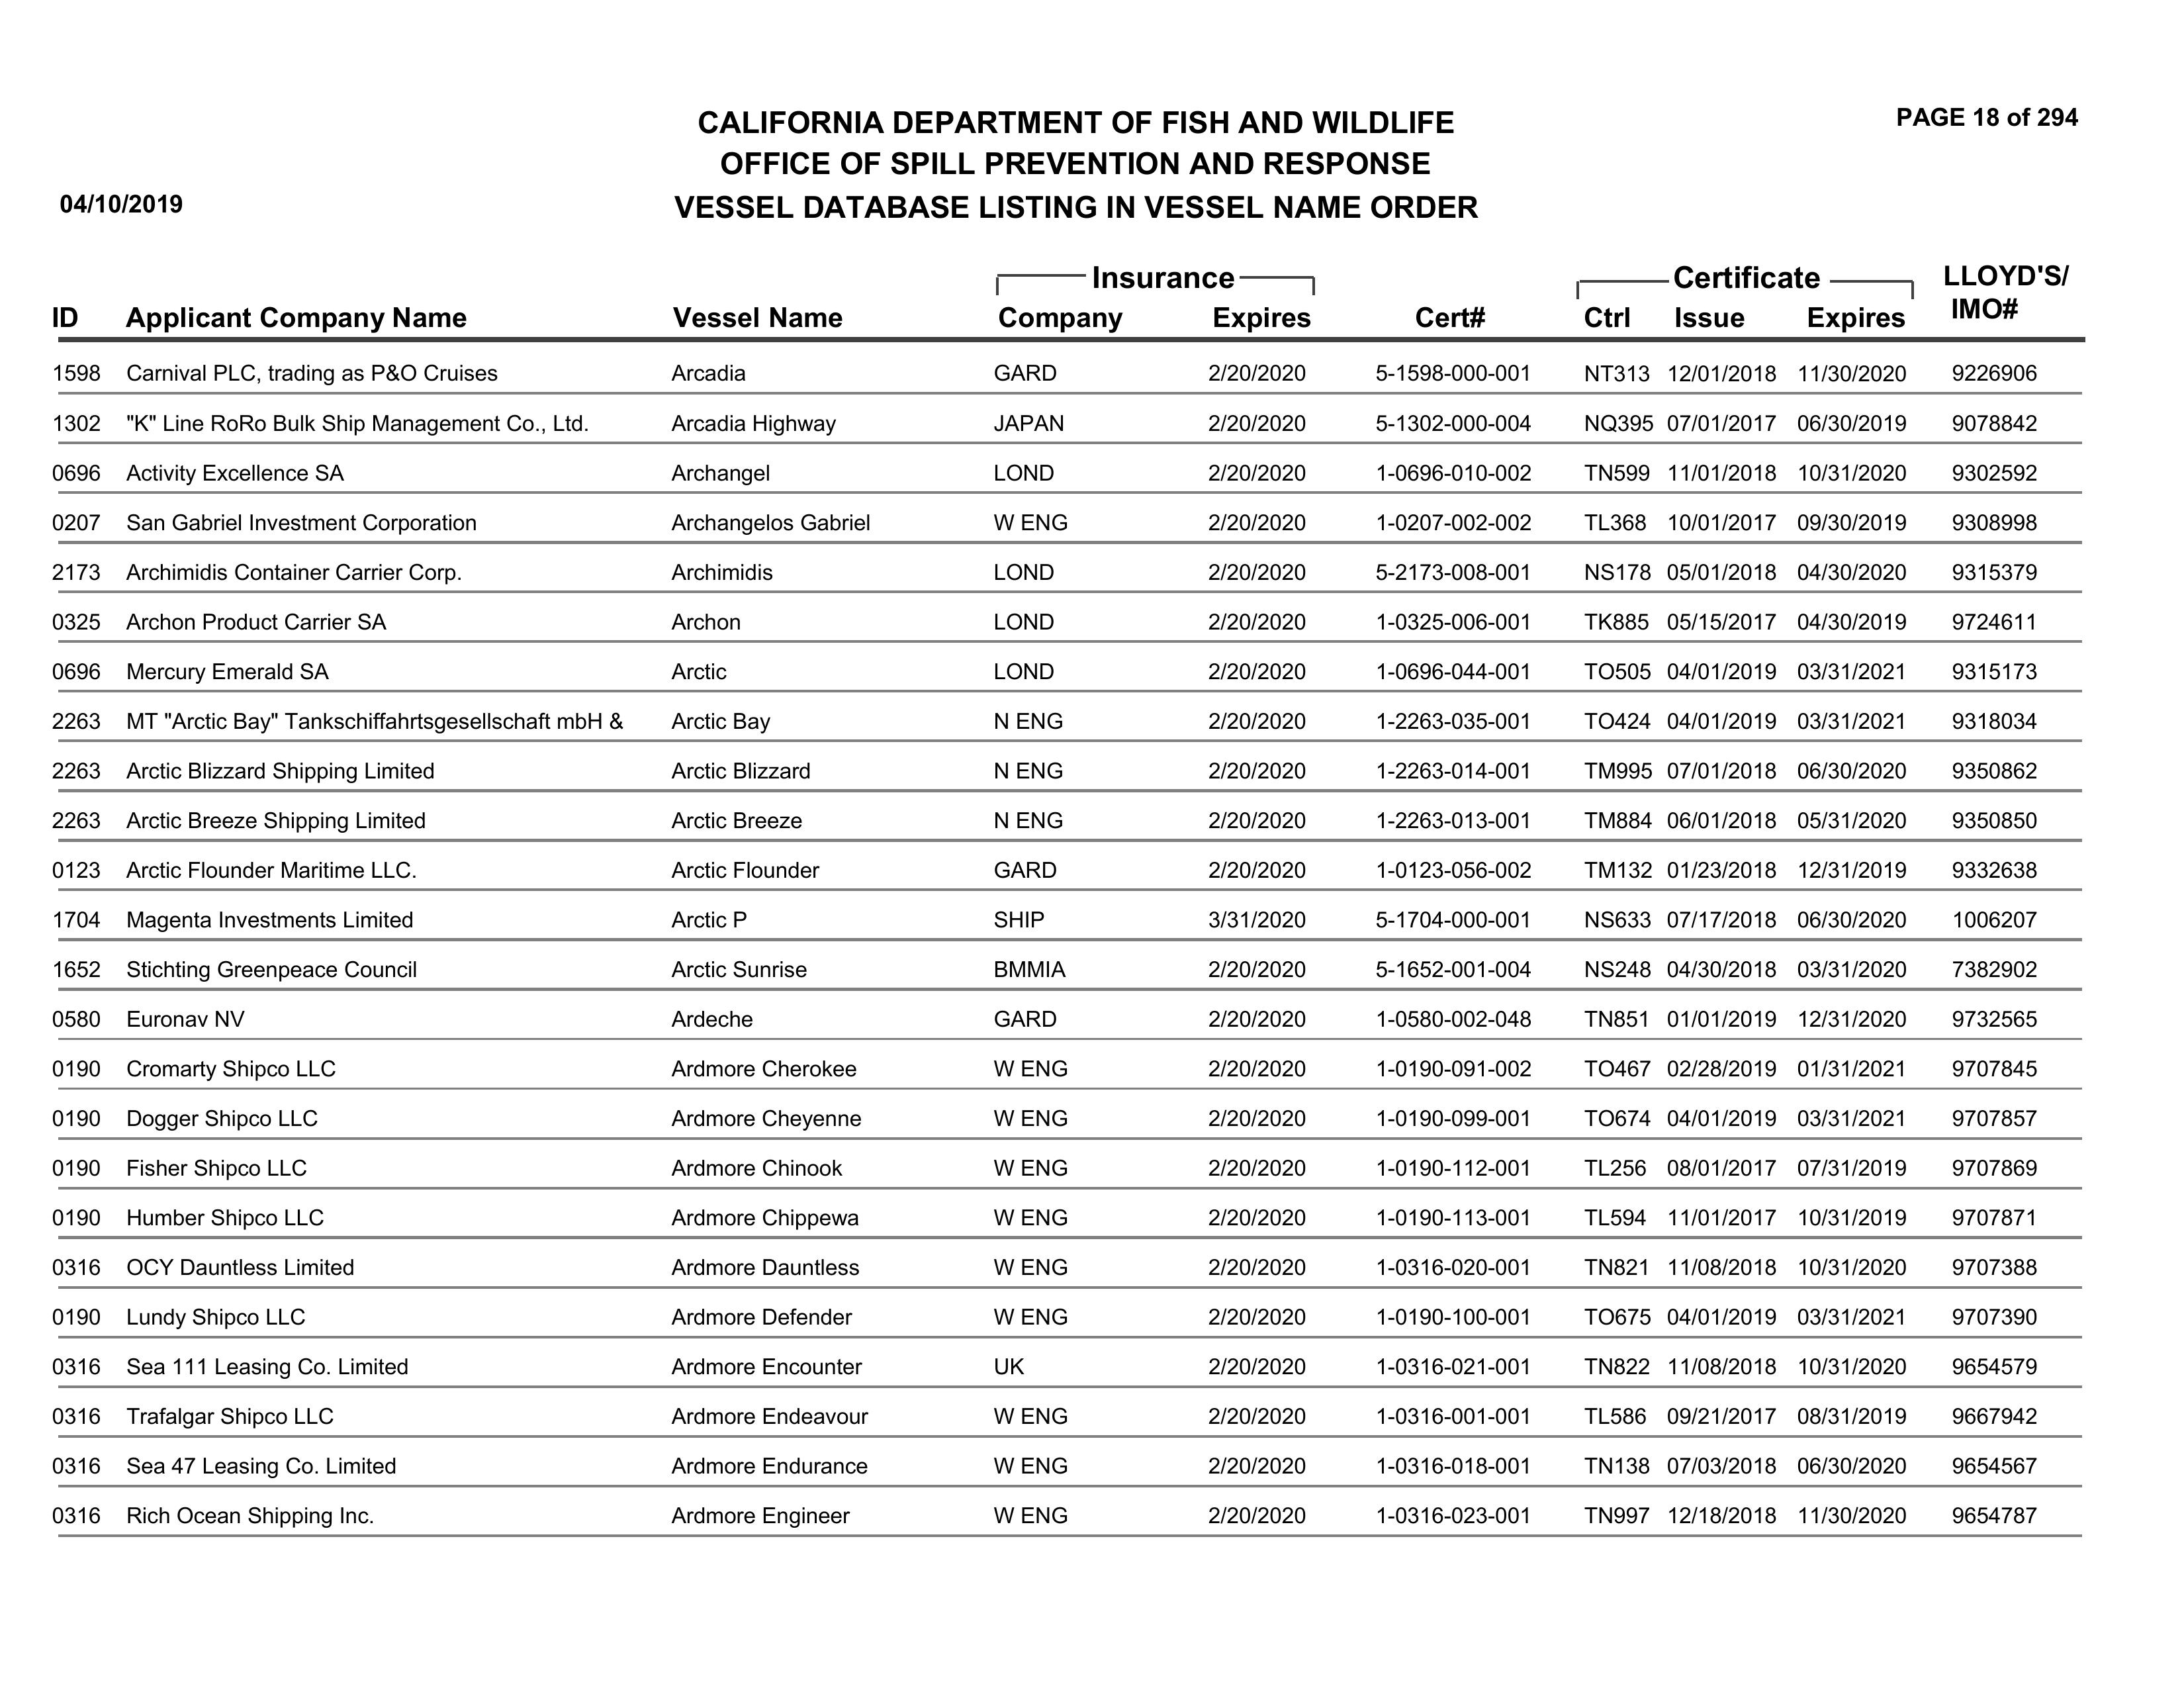 PAGE 18 of 294
CALIFORNIA DEPARTMENT OF FISH AND WILDLIFE
OFFICE OF SPILL PREVENTION AND RESPONSE
04/10/2019 VESSEL DATABASE LISTING IN VESSEL NAME ORDER
Insurance Certificate LLOYD'S/
ID Applicant Company Name Vessel Name Company Expires Cert# Ctrl Issue Expires IMO#
1598 Carnival PLC, trading as P&O Cruises Arcadia GARD 2/20/2020 5-1598-000-001 NT313 12/01/2018 11/30/2020 9226906
1302 "K" Line RoRo Bulk Ship Management Co., Ltd. Arcadia Highway JAPAN 2/20/2020 5-1302-000-004 NQ395 07/01/2017 06/30/2019 9078842
0696 Activity Excellence SA Archangel LOND 2/20/2020 1-0696-010-002 TN599 11/01/2018 10/31/2020 9302592
0207 San Gabriel Investment Corporation Archangelos Gabriel W ENG 2/20/2020 1-0207-002-002 TL368 10/01/2017 09/30/2019 9308998
2173 Archimidis Container Carrier Corp. Archimidis LOND 2/20/2020 5-2173-008-001 NS178 05/01/2018 04/30/2020 9315379
0325 Archon Product Carrier SA Archon LOND 2/20/2020 1-0325-006-001 TK885 05/15/2017 04/30/2019 9724611
0696 Mercury Emerald SA Arctic LOND 2/20/2020 1-0696-044-001 TO505 04/01/2019 03/31/2021 9315173
2263 MT "Arctic Bay" Tankschiffahrtsgesellschaft mbH & Arctic Bay N ENG 2/20/2020 1-2263-035-001 TO424 04/01/2019 03/31/2021 9318034
2263 Arctic Blizzard Shipping Limited Arctic Blizzard N ENG 2/20/2020 1-2263-014-001 TM995 07/01/2018 06/30/2020 9350862
2263 Arctic Breeze Shipping Limited Arctic Breeze N ENG 2/20/2020 1-2263-013-001 TM884 06/01/2018 05/31/2020 9350850
0123 Arctic Flounder Maritime LLC. Arctic Flounder GARD 2/20/2020 1-0123-056-002 TM132 01/23/2018 12/31/2019 9332638
1704 Magenta Investments Limited Arctic P SHIP 3/31/2020 5-1704-000-001 NS633 07/17/2018 06/30/2020 1006207
1652 Stichting Greenpeace Council Arctic Sunrise BMMIA 2/20/2020 5-1652-001-004 NS248 04/30/2018 03/31/2020 7382902
0580 Euronav NV Ardeche GARD 2/20/2020 1-0580-002-048 TN851 01/01/2019 12/31/2020 9732565
0190 Cromarty Shipco LLC Ardmore Cherokee W ENG 2/20/2020 1-0190-091-002 TO467 02/28/2019 01/31/2021 9707845
0190 Dogger Shipco LLC Ardmore Cheyenne W ENG 2/20/2020 1-0190-099-001 TO674 04/01/2019 03/31/2021 9707857
0190 Fisher Shipco LLC Ardmore Chinook W ENG 2/20/2020 1-0190-112-001 TL256 08/01/2017 07/31/2019 9707869
0190 Humber Shipco LLC Ardmore Chippewa W ENG 2/20/2020 1-0190-113-001 TL594 11/01/2017 10/31/2019 9707871
0316 OCY Dauntless Limited Ardmore Dauntless W ENG 2/20/2020 1-0316-020-001 TN821 11/08/2018 10/31/2020 9707388
0190 Lundy Shipco LLC Ardmore Defender W ENG 2/20/2020 1-0190-100-001 TO675 04/01/2019 03/31/2021 9707390
0316 Sea 111 Leasing Co. Limited Ardmore Encounter UK 2/20/2020 1-0316-021-001 TN822 11/08/2018 10/31/2020 9654579
0316 Trafalgar Shipco LLC Ardmore Endeavour W ENG 2/20/2020 1-0316-001-001 TL586 09/21/2017 08/31/2019 9667942
0316 Sea 47 Leasing Co. Limited Ardmore Endurance W ENG 2/20/2020 1-0316-018-001 TN138 07/03/2018 06/30/2020 9654567
0316 Rich Ocean Shipping Inc. Ardmore Engineer W ENG 2/20/2020 1-0316-023-001 TN997 12/18/2018 11/30/2020 9654787